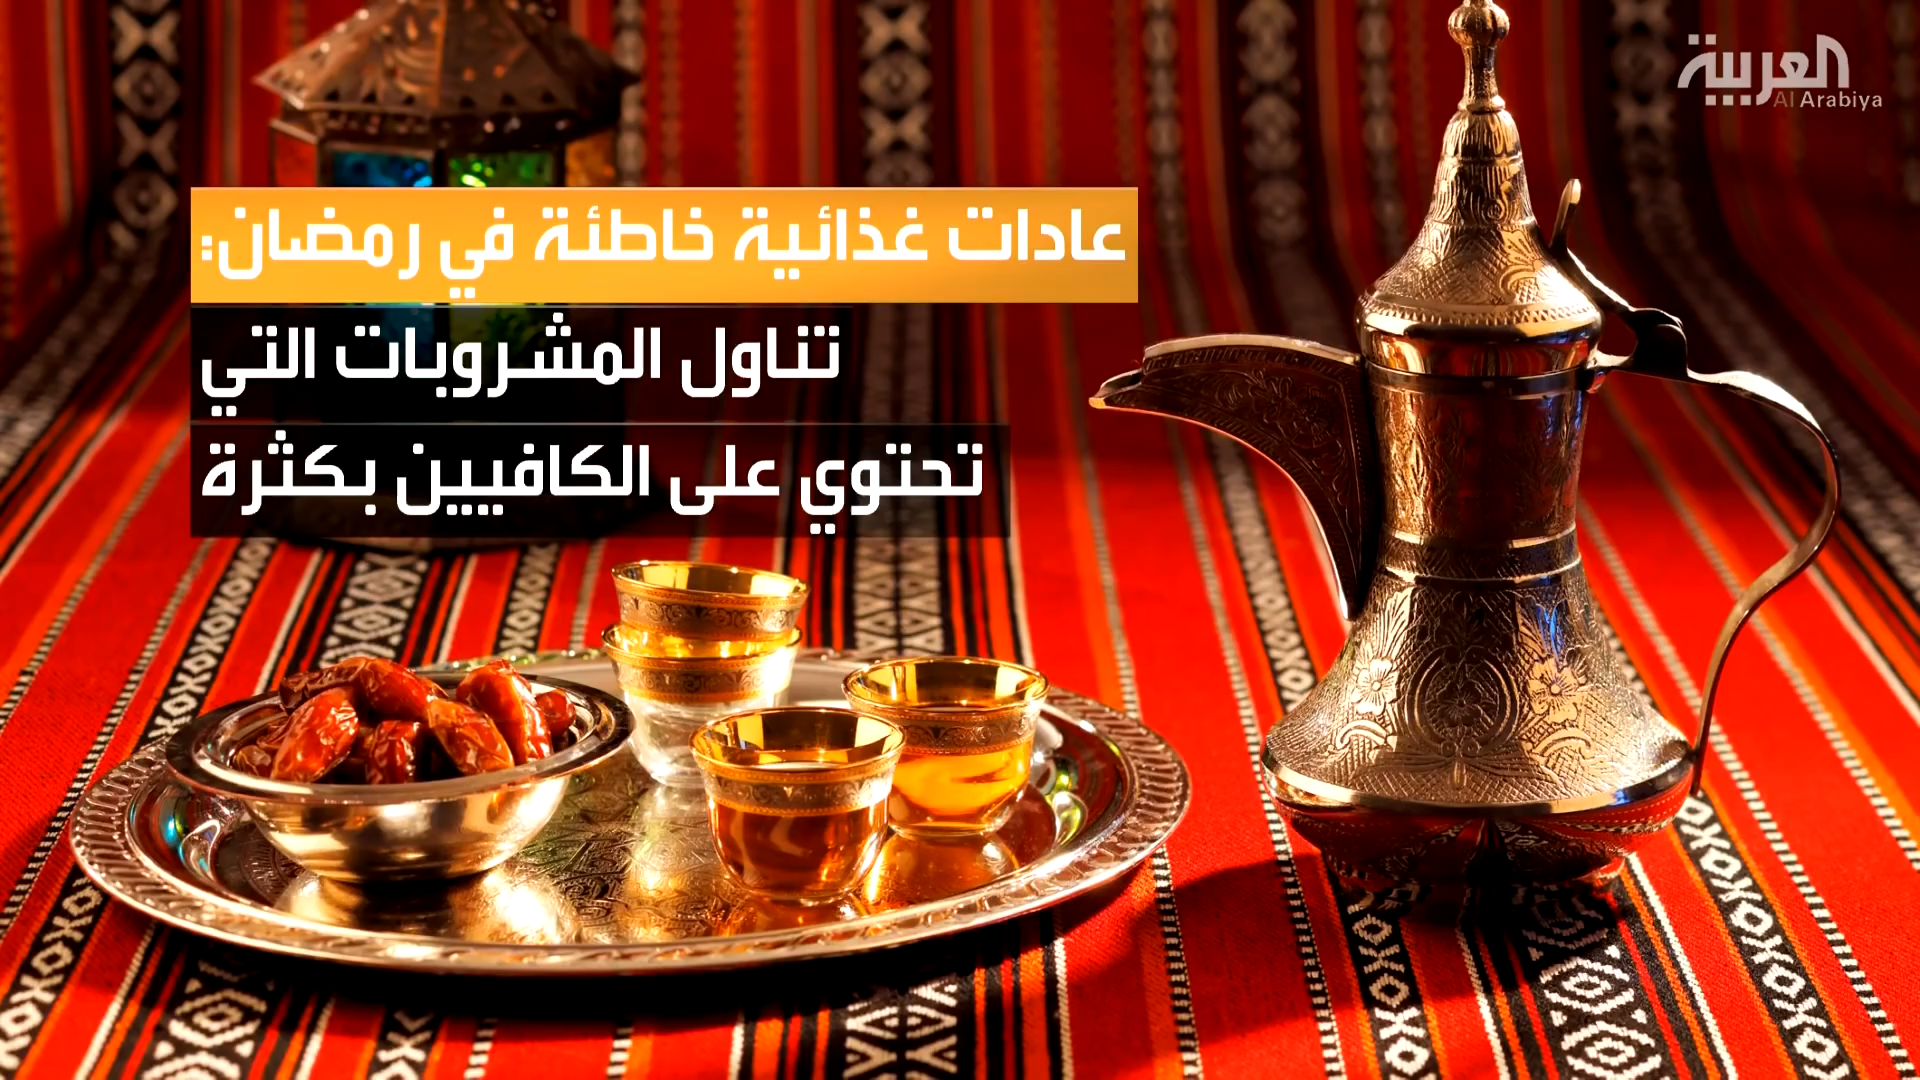 العربية
Al Arabiya
عادات غذائية خاطئة في رمضان:
تناول المشروبات التي
تحتوي على الكافيين بكثرة